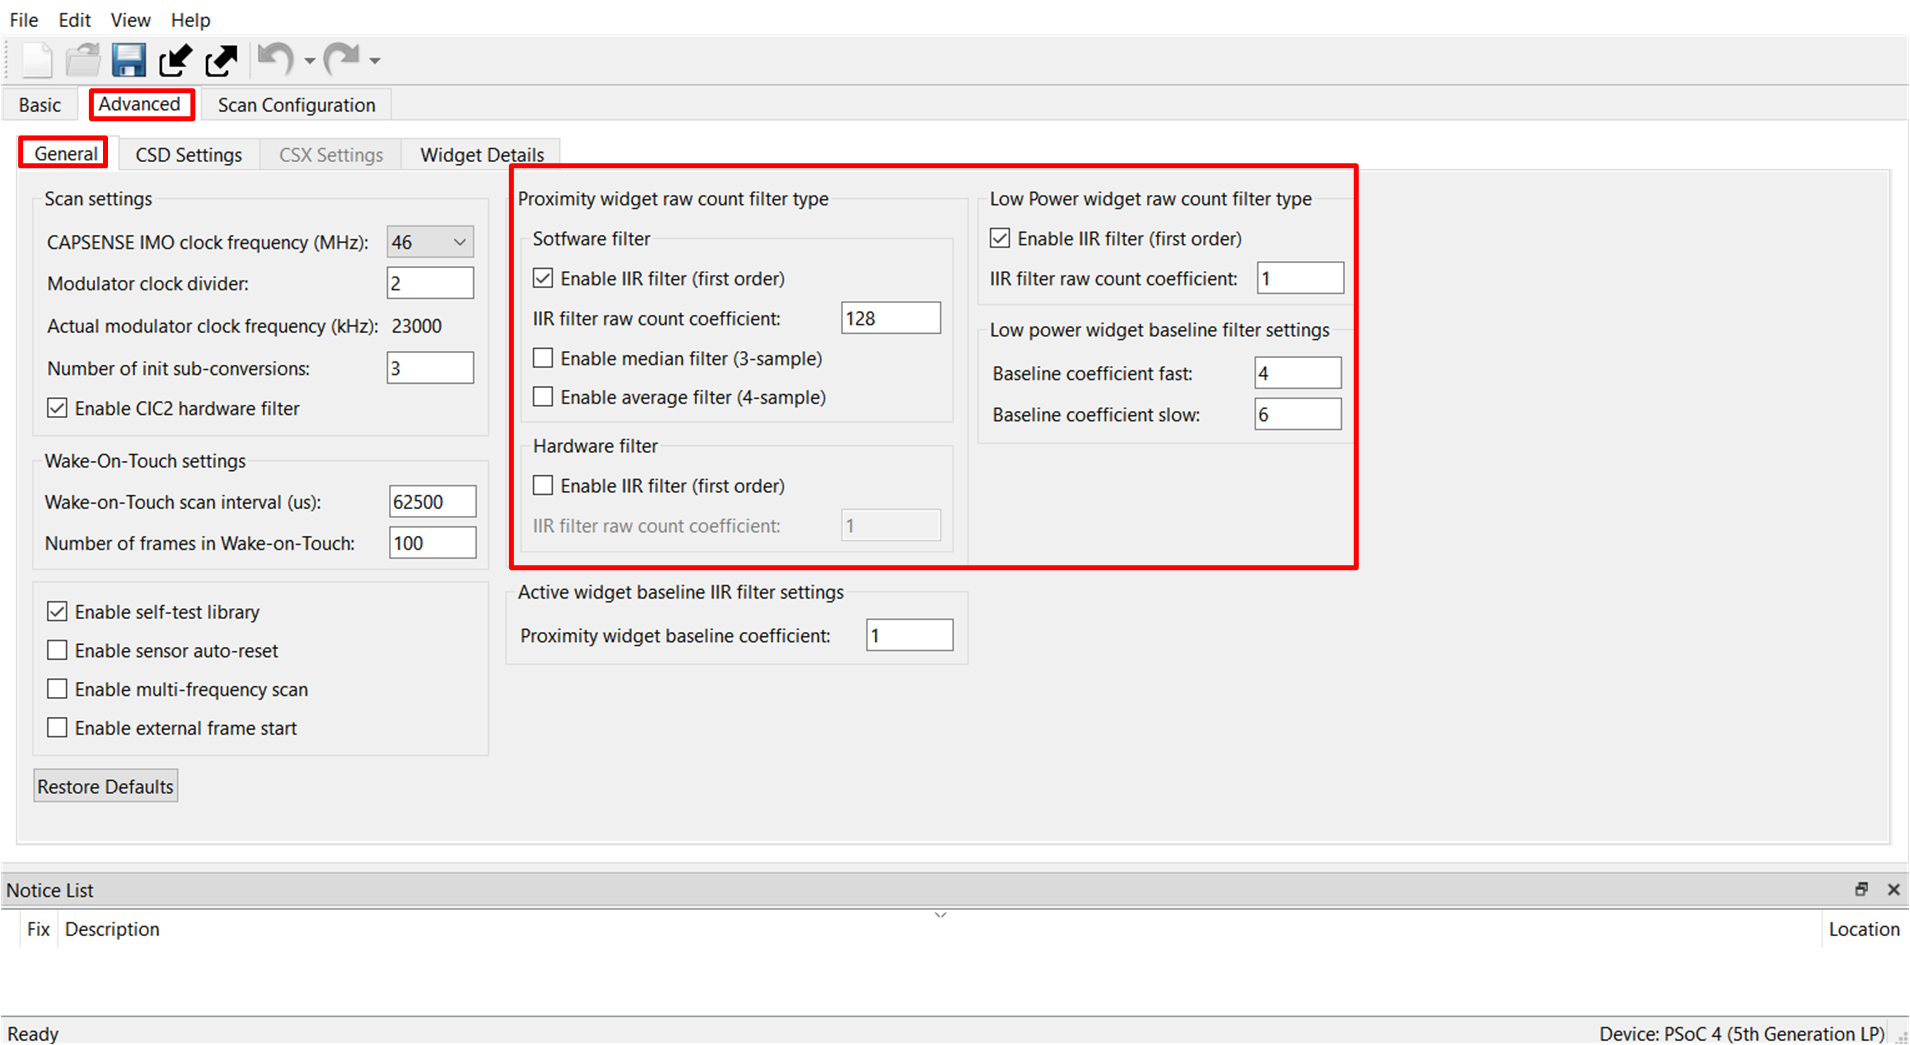 File Edit View Help
Basic Advanced Scan Configuration
General CSD Settings CSX Settings Widget Details
Scan settings
CAPSENSE IMO clock frequency (MHz): 46
Modulator clock divider: 2
Actual modulator clock frequency (kHz): 23000
Number of init sub-conversions: 3
Enable CIC2 hardware filter
Wake-On-Touch settings
Wake-on-Touch scan interval (us): 62500
Number of frames in Wake-on-Touch: 100
Enable self-test library
Enable sensor auto-reset
Enable multi-frequency scan
Enable external frame start
Restore Defaults
Proximity widget raw count filter type
Sotfware filter
Enable IIR filter (first order)
IIR filter raw count coefficient: 128
Enable median filter (3-sample)
Enable average filter (4-sample)
Hardware filter
Enable IIR filter (first order)
IIR filter raw count coefficient: 1
Active widget baseline IIR filter settings
Proximity widget baseline coefficient: 1
Low Power widget raw count filter type
Enable IIR filter (first order)
IIR filter raw count coefficient: 1
Low power widget baseline filter settings
Baseline coefficient fast: 4
Baseline coefficient slow: 6
Notice List
Fix Description Location
Ready Device: PSoC 4 (5th Generation LP)